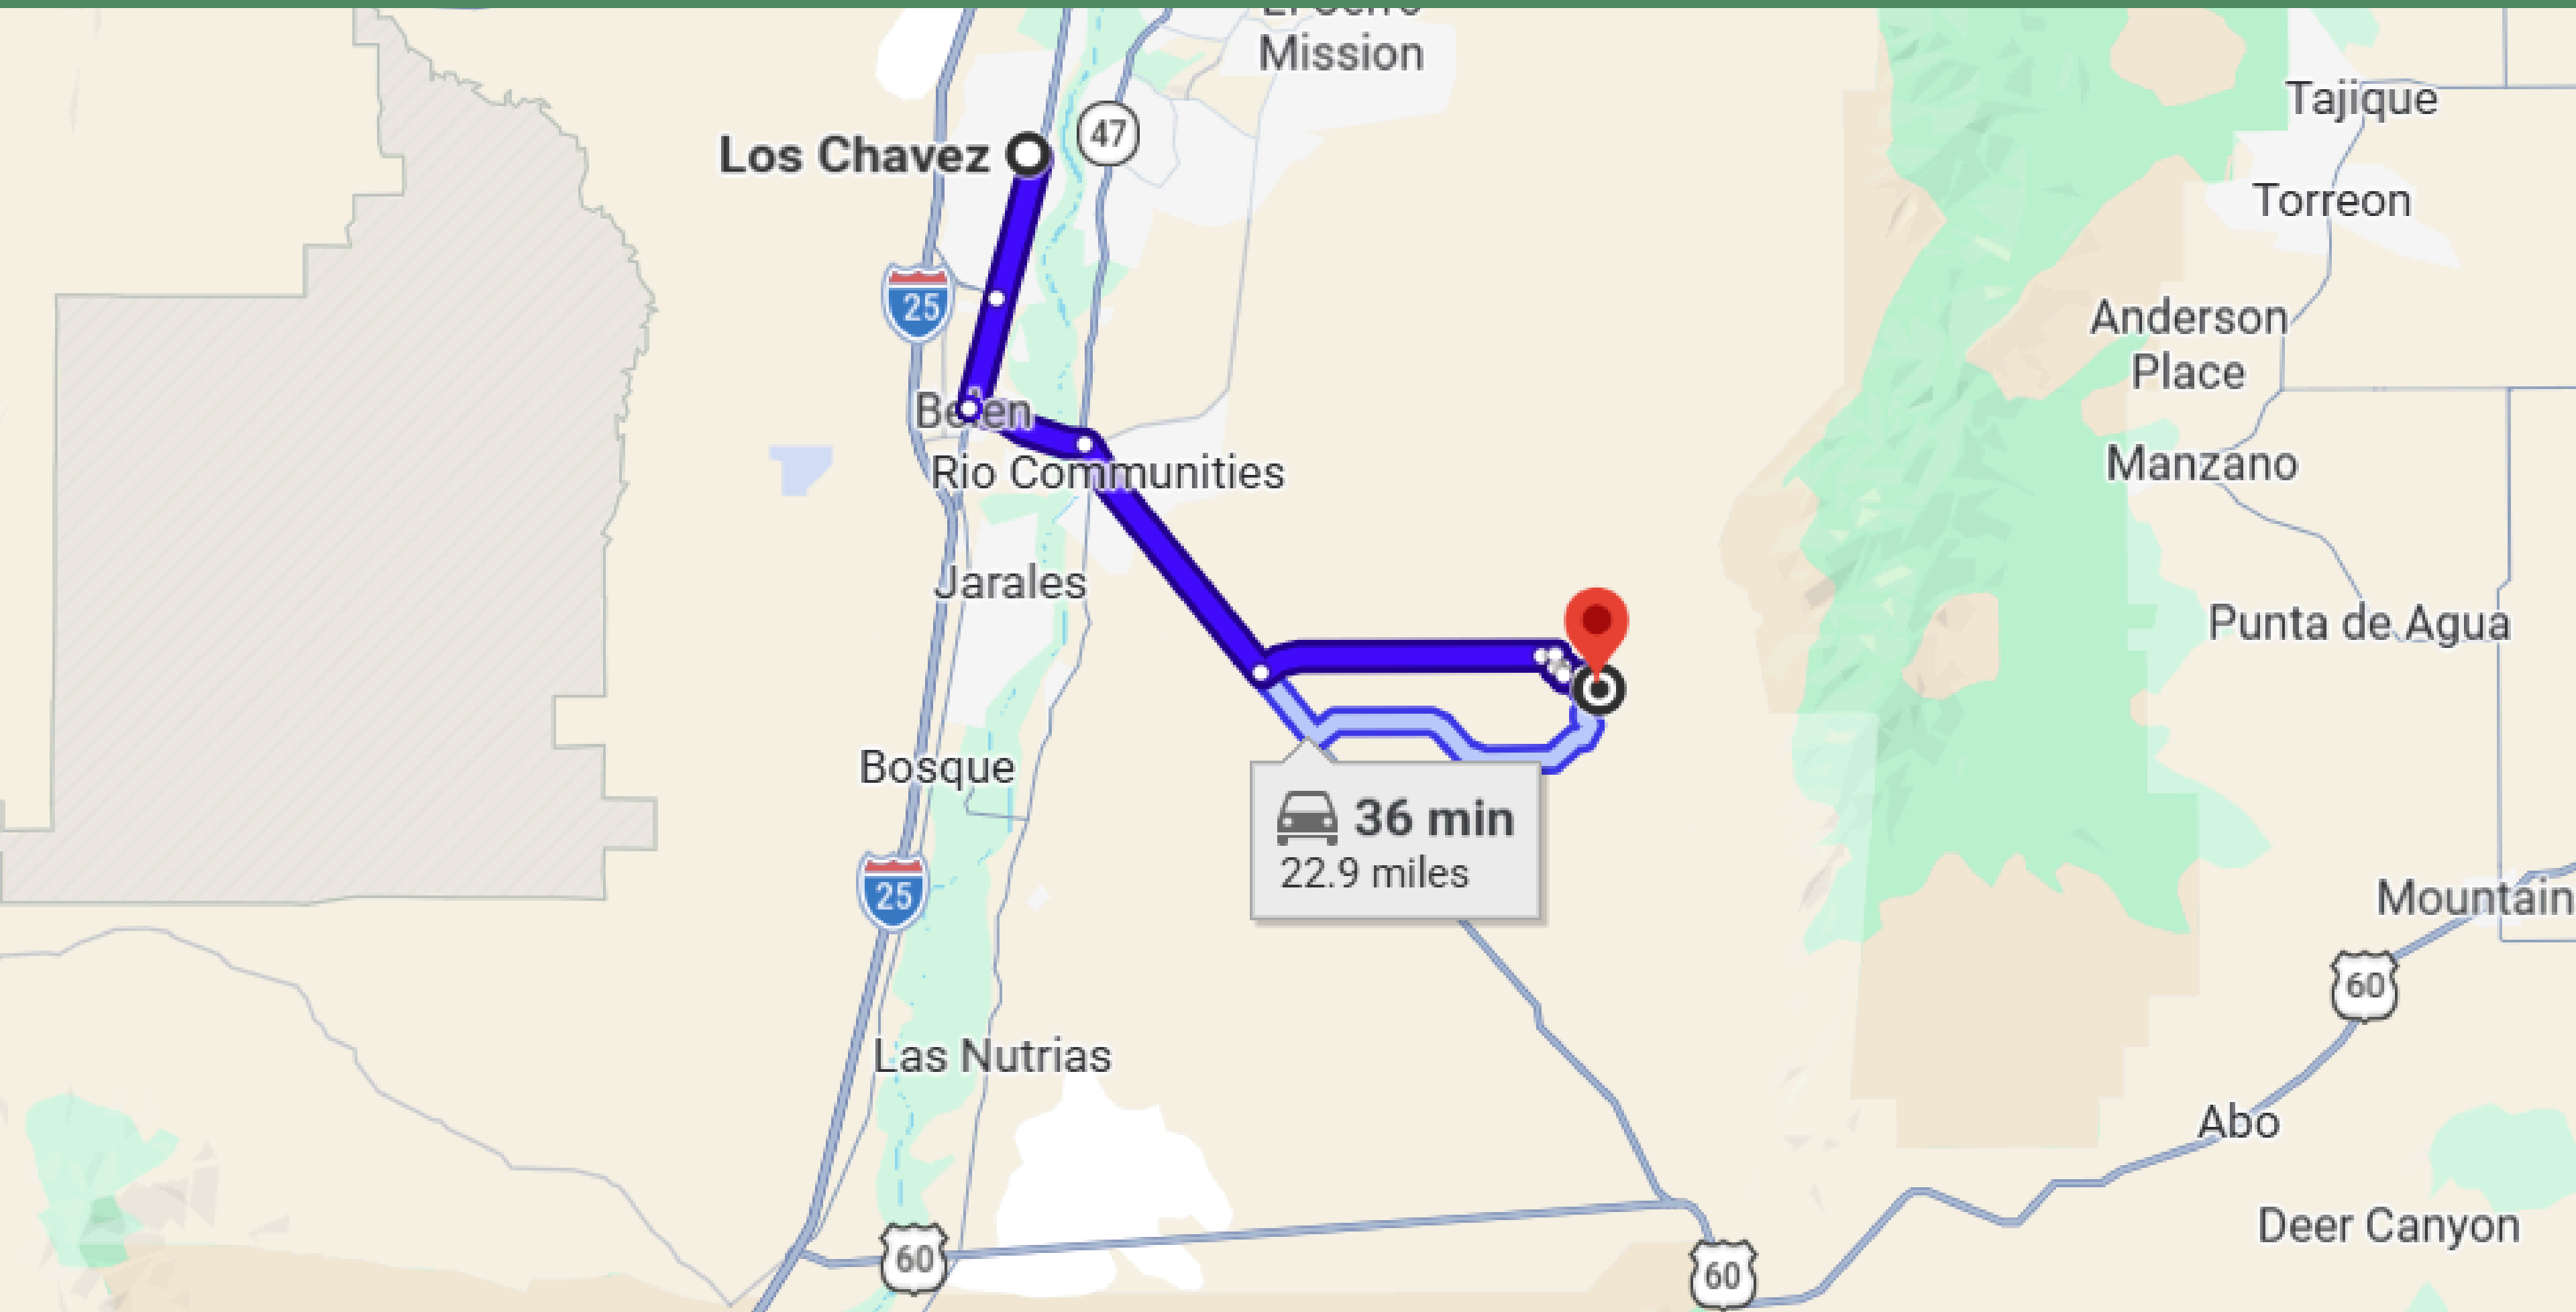 Mission
Tajique
47
Los Chavez
Torreon
25
Anderson
Place
Belen
Rio Communities
Manzano
Jarales
Punta de Agua
Bosque
36 min
22.9 miles
25
Mountain
60
Las Nutrias
Abo
Deer Canyon
60
60